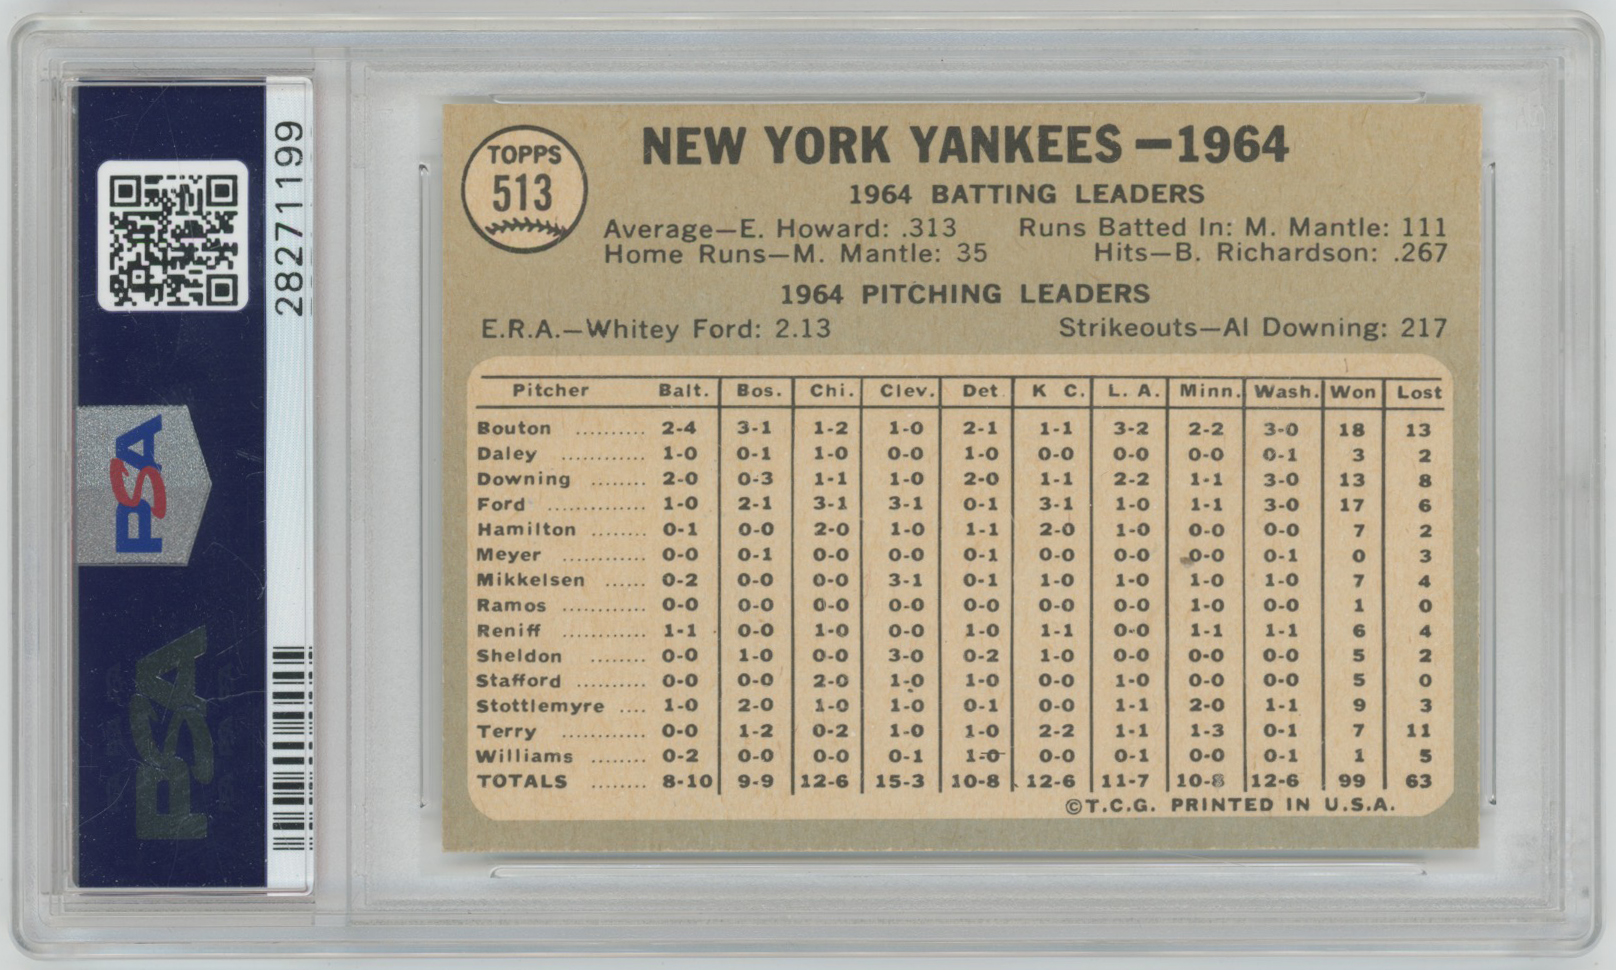 28271199
PSA
PSA
TOPPS
513
NEW YORK YANKEES—1964
1964 BATTING LEADERS
Average—E. Howard: .313 Runs Batted In: M. Mantle: 111
Home Runs—M. Mantle: 35 Hits—B. Richardson: .267
1964 PITCHING LEADERS
E.R.A.—Whitey Ford: 2.13 Strikeouts—Al Downing: 217
Pitcher Balt. Bos. Chi. Clev. Det. K C. L. A. Minn. Wash. Won Lost
Bouton .......... 2-4 3-1 1-2 1-0 2-1 1-1 3-2 2-2 3-0 18 13
Daley ............ 1-0 0-1 1-0 0-0 1-0 0-0 0-0 0-0 0-1 3 2
Downing ........ 2-0 0-3 1-1 1-0 2-0 1-1 2-2 1-1 3-0 13 8
Ford .............. 1-0 2-1 3-1 3-1 0-1 3-1 1-0 1-1 3-0 17 6
Hamilton ........ 0-1 0-0 2-0 1-0 1-1 2-0 1-0 0-0 0-0 7 2
Meyer ............ 0-0 0-1 0-0 0-0 0-1 0-0 0-0 0-0 0-1 0 3
Mikkelsen ...... 0-2 0-0 0-0 3-1 0-1 1-0 1-0 1-0 1-0 7 4
Ramos ............ 0-0 0-0 0-0 0-0 0-0 0-0 0-0 1-0 0-0 1 0
Reniff ............ 1-1 0-0 1-0 0-0 1-0 1-1 0-0 1-1 1-1 6 4
Sheldon ........ 0-0 1-0 0-0 3-0 0-2 1-0 0-0 0-0 0-0 5 2
Stafford .......... 0-0 0-0 2-0 1-0 1-0 0-0 1-0 0-0 0-0 5 0
Stottlemyre .... 1-0 2-0 1-0 1-0 0-1 0-0 1-1 2-0 1-1 9 3
Terry ............ 0-0 1-2 0-2 1-0 1-0 2-2 1-1 1-3 0-1 7 11
Williams ........ 0-2 0-0 0-0 0-1 1-0 0-0 0-1 0-0 0-1 1 5
TOTALS ........ 8-10 9-9 12-6 15-3 10-8 12-6 11-7 10-8 12-6 99 63
©T.C.G. PRINTED IN U.S.A.